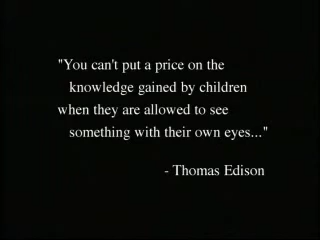 "You can't put a price on the
knowledge gained by children
when they are allowed to see
something with their own eyes..."
- Thomas Edison